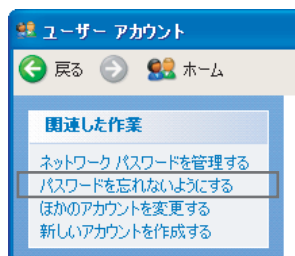 ユーザー アカウント
戻る ホーム
関連した作業
ネットワーク パスワードを管理する
パスワードを忘れないようにする
ほかのアカウントを変更する
新しいアカウントを作成する